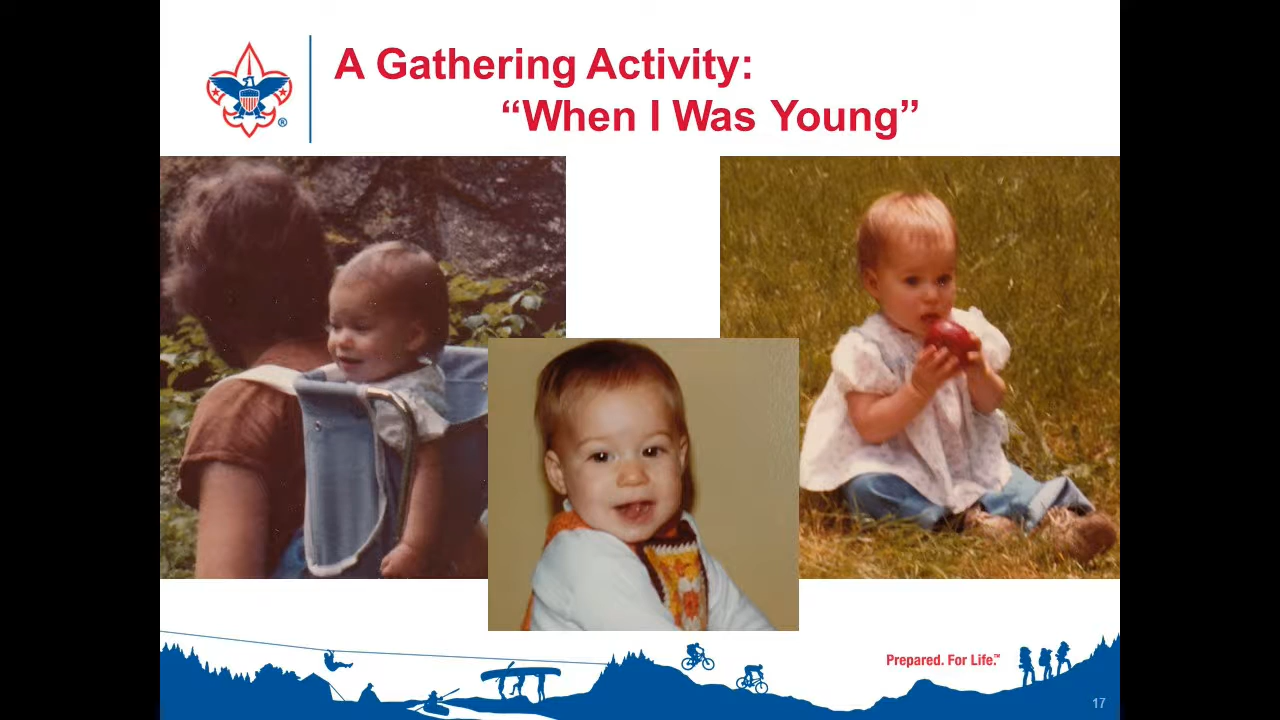 A Gathering Activity:
“When I Was Young”
®
Prepared. For Life.™
17